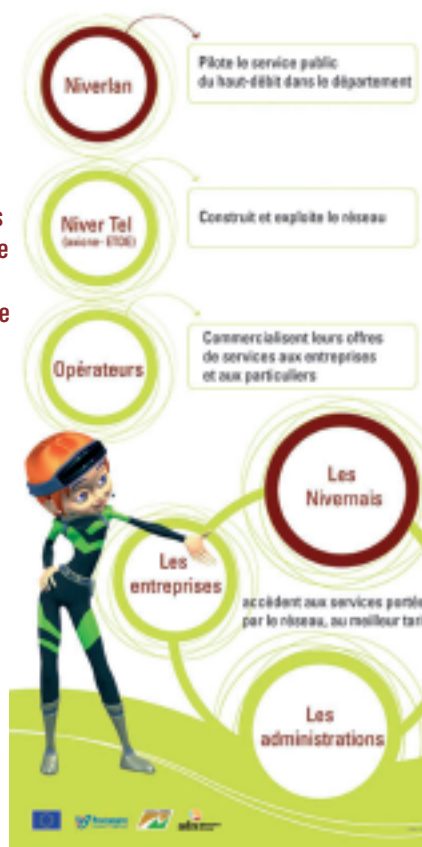 Niverlan
Pilote le service public
du haut-débit dans le département
Niver Tel
(axione- ETDE)
Construit et exploite le réseau
Opérateurs
Commercialisent leurs offres
de services aux entreprises
et aux particuliers
Les
Nivernais
Les
entreprises
accèdent aux services
par le réseau, au meilleur
Les
administrations